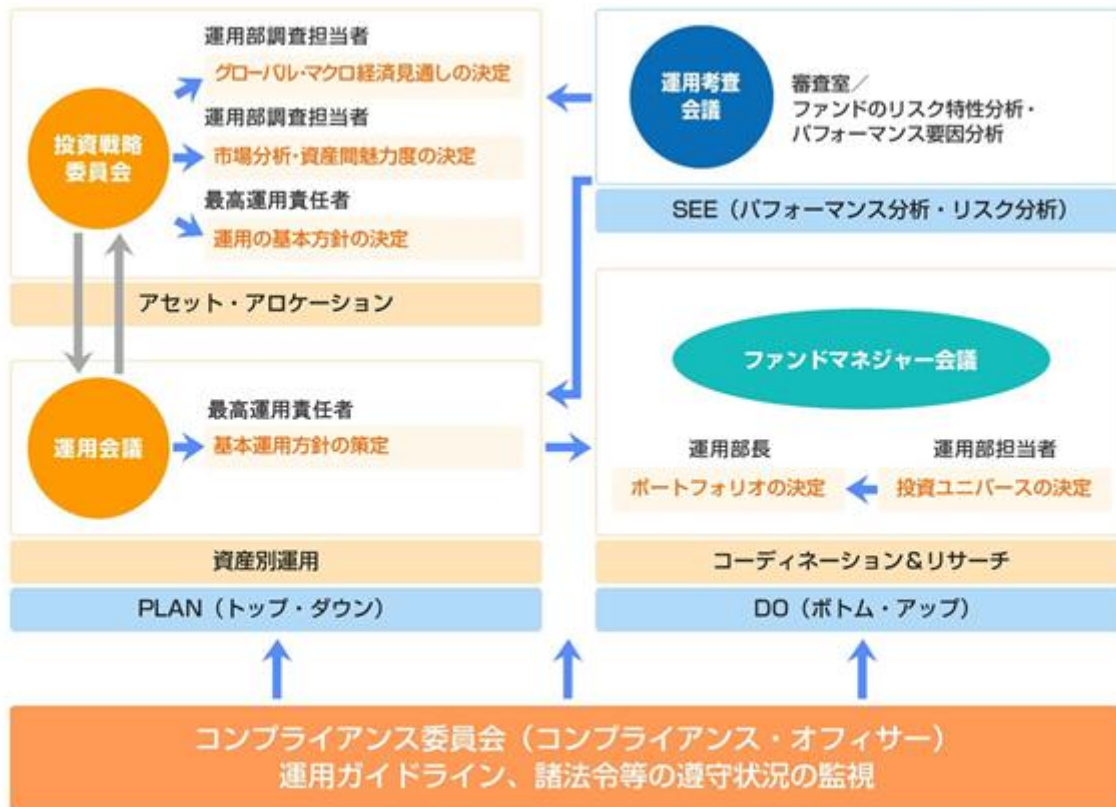 運用部調査担当者
グローバル・マクロ経済見通しの決定
投資戦略
委員会
運用部調査担当者
市場分析・資産間魅力度の決定
最高運用責任者
運用の基本方針の決定
アセット・アロケーション
運用考査
会議
審査室／
ファンドのリスク特性分析・
パフォーマンス要因分析
SEE（パフォーマンス分析・リスク分析）
運用会議
最高運用責任者
基本運用方針の策定
資産別運用
PLAN（トップ・ダウン）
ファンドマネジャー会議
運用部長
ポートフォリオの決定
運用部担当者
投資ユニバースの決定
コーディネーション＆リサーチ
DO（ボトム・アップ）
コンプライアンス委員会（コンプライアンス・オフィサー）
運用ガイドライン、諸法令等の遵守状況の監視